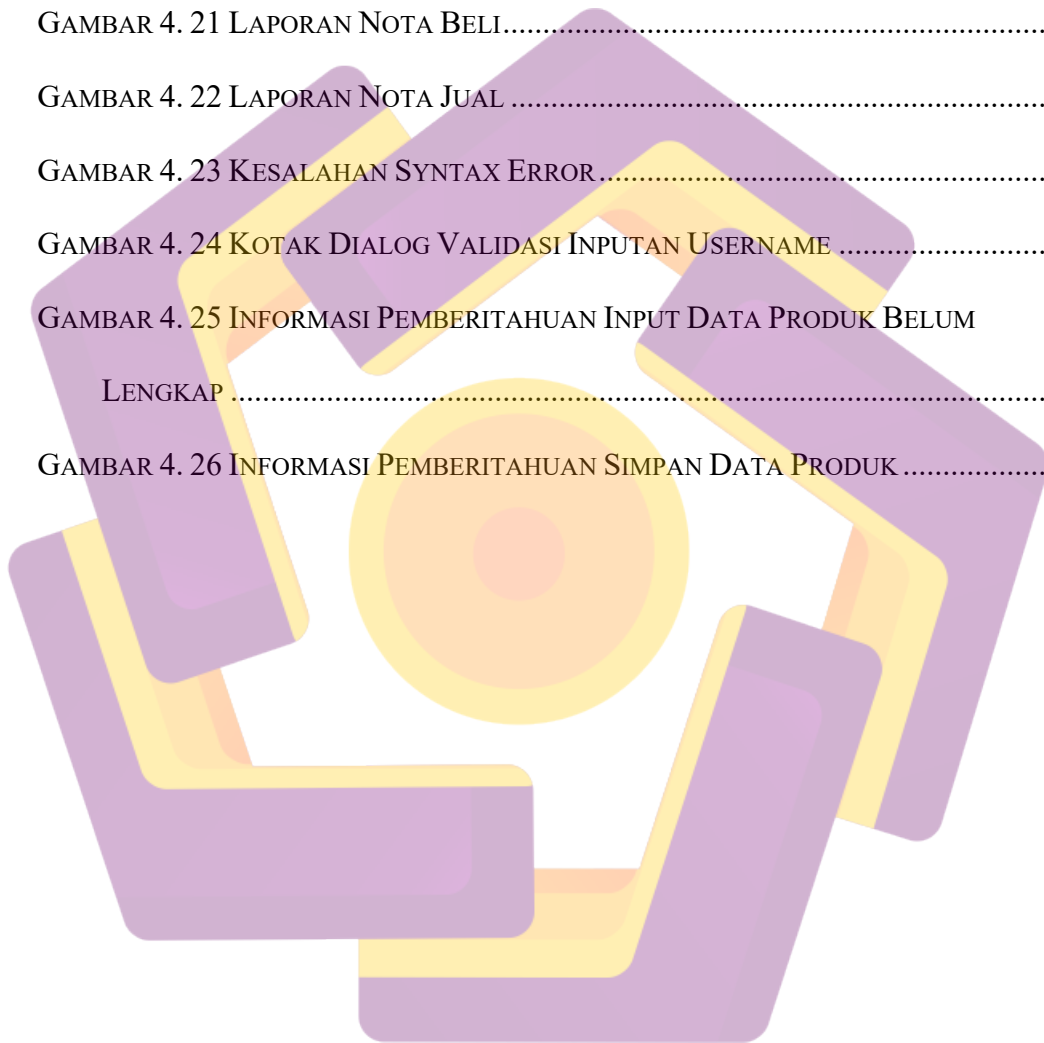 GAMBAR 4. 21 LAPORAN NOTA BELI.......................................................................
GAMBAR 4. 22 LAPORAN NOTA JUAL ......................................................................
GAMBAR 4. 23 KESALAHAN SYNTAX ERROR...........................................................
GAMBAR 4. 24 KOTAK DIALOG VALIDASI INPUTAN USERNAME ...........................
GAMBAR 4. 25 INFORMASI PEMBERITAHUAN INPUT DATA PRODUK BELUM
LENGKAP ........................................................................................................
GAMBAR 4. 26 INFORMASI PEMBERITAHUAN SIMPAN DATA PRODUK ..................